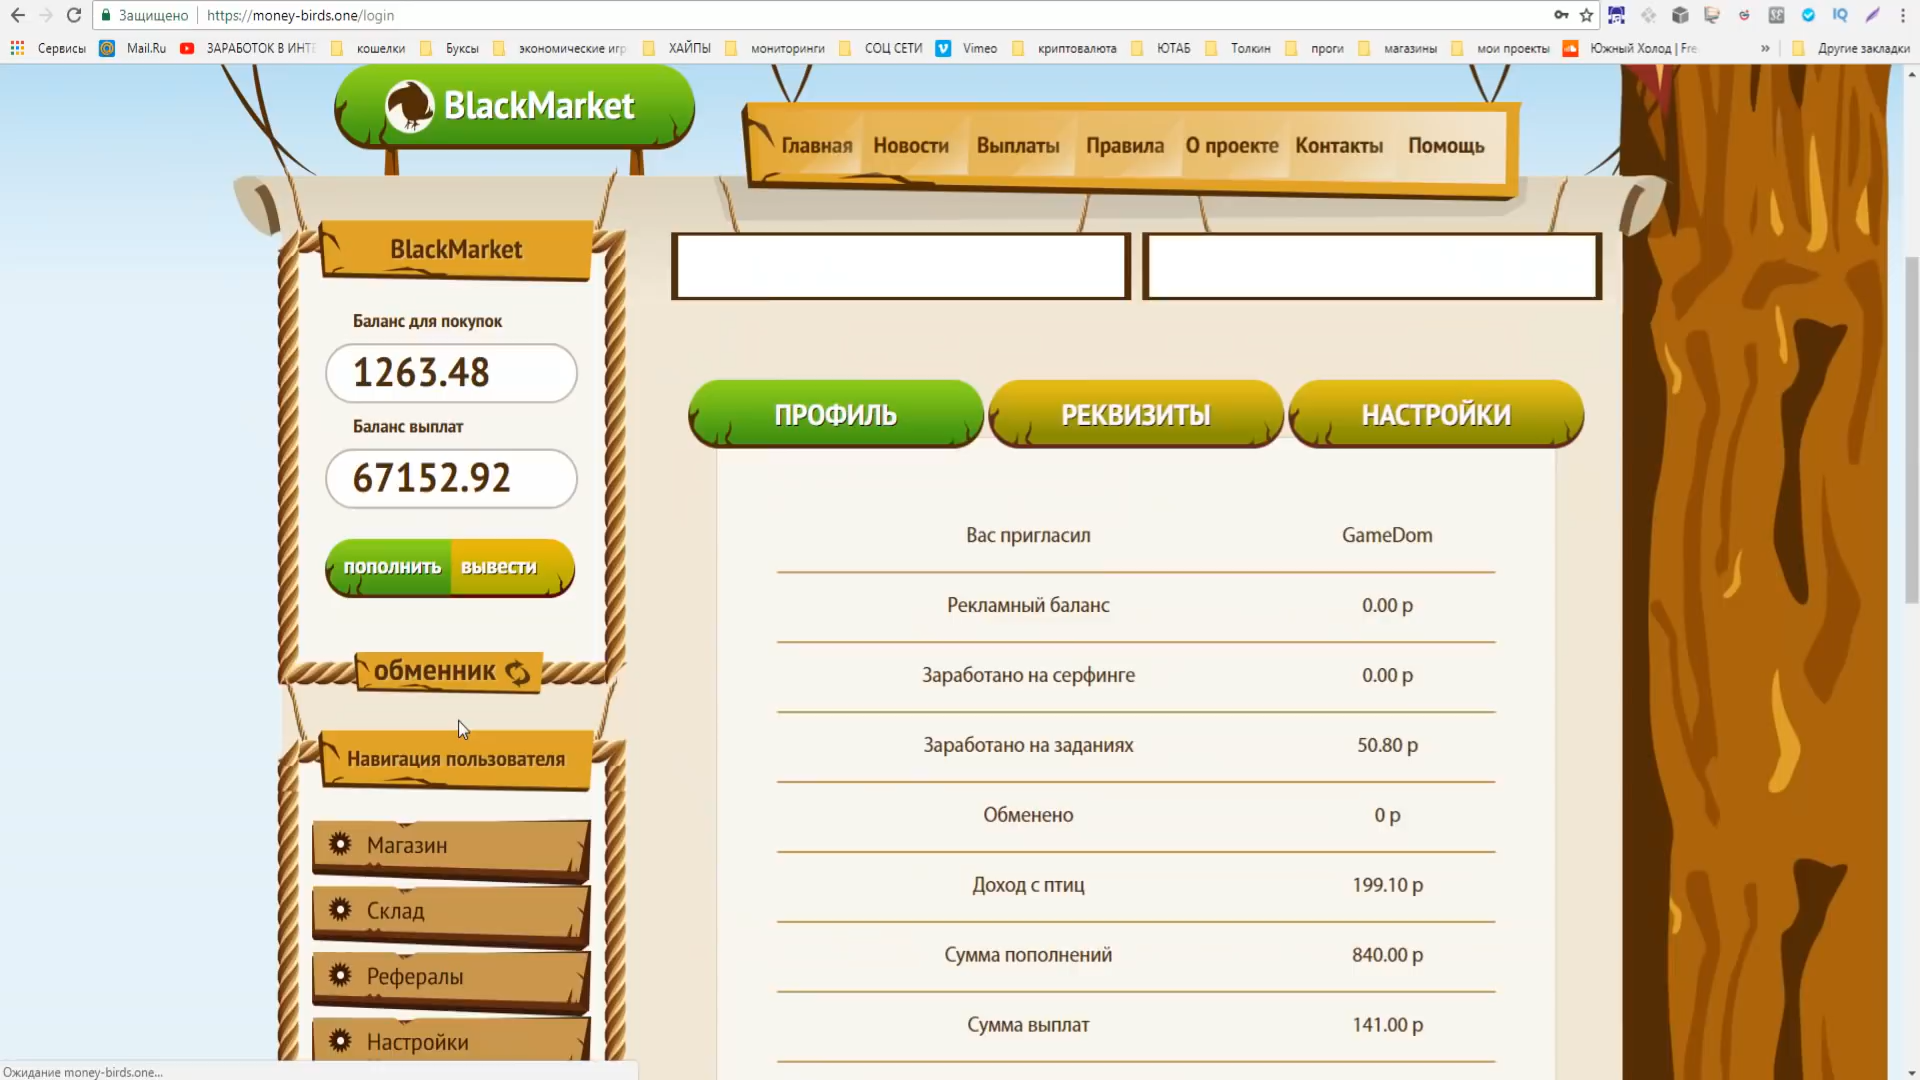 Защищено
https://money-birds.one/login
Сервисы
Mail.Ru
ЗАРАБОТОК В ИНТЕ
кошелки
Буксы
экономические игр
ХАЙПЫ
мониторинги
СОЦ СЕТИ
Vimeo
криптовалюта
ЮТАБ
Толкин
проги
магазины
мои проекты
Южный Холод | Fre
»
Другие закладки
BlackMarket
Главная
Новости
Выплаты
Правила
О проекте
Контакты
Помощь
BlackMarket
Баланс для покупок
1263.48
Баланс выплат
67152.92
пополнить
вывести
обменник
Навигация пользователя
Магазин
Склад
Рефералы
Настройки
ПРОФИЛЬ
РЕКВИЗИТЫ
НАСТРОЙКИ
Вас пригласил GameDom
Рекламный баланс 0.00 р
Заработано на серфинге 0.00 р
Заработано на заданиях 50.80 р
Обменено 0 р
Доход с птиц 199.10 р
Сумма пополнений 840.00 р
Сумма выплат 141.00 р
Ожидание money-birds.one...